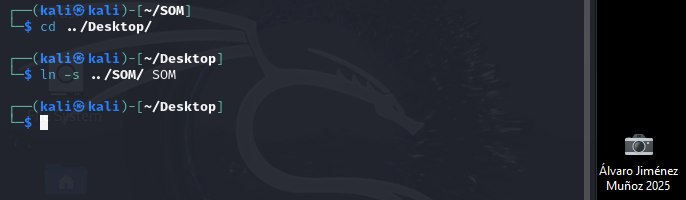 ┌──(kali㉿kali)-[~/SOM]
└─$ cd ../Desktop/
┌──(kali㉿kali)-[~/Desktop]
└─$ ln -s ../SOM/ SOM
┌──(kali㉿kali)-[~/Desktop]
└─$
Álvaro Jiménez
Muñoz 2025